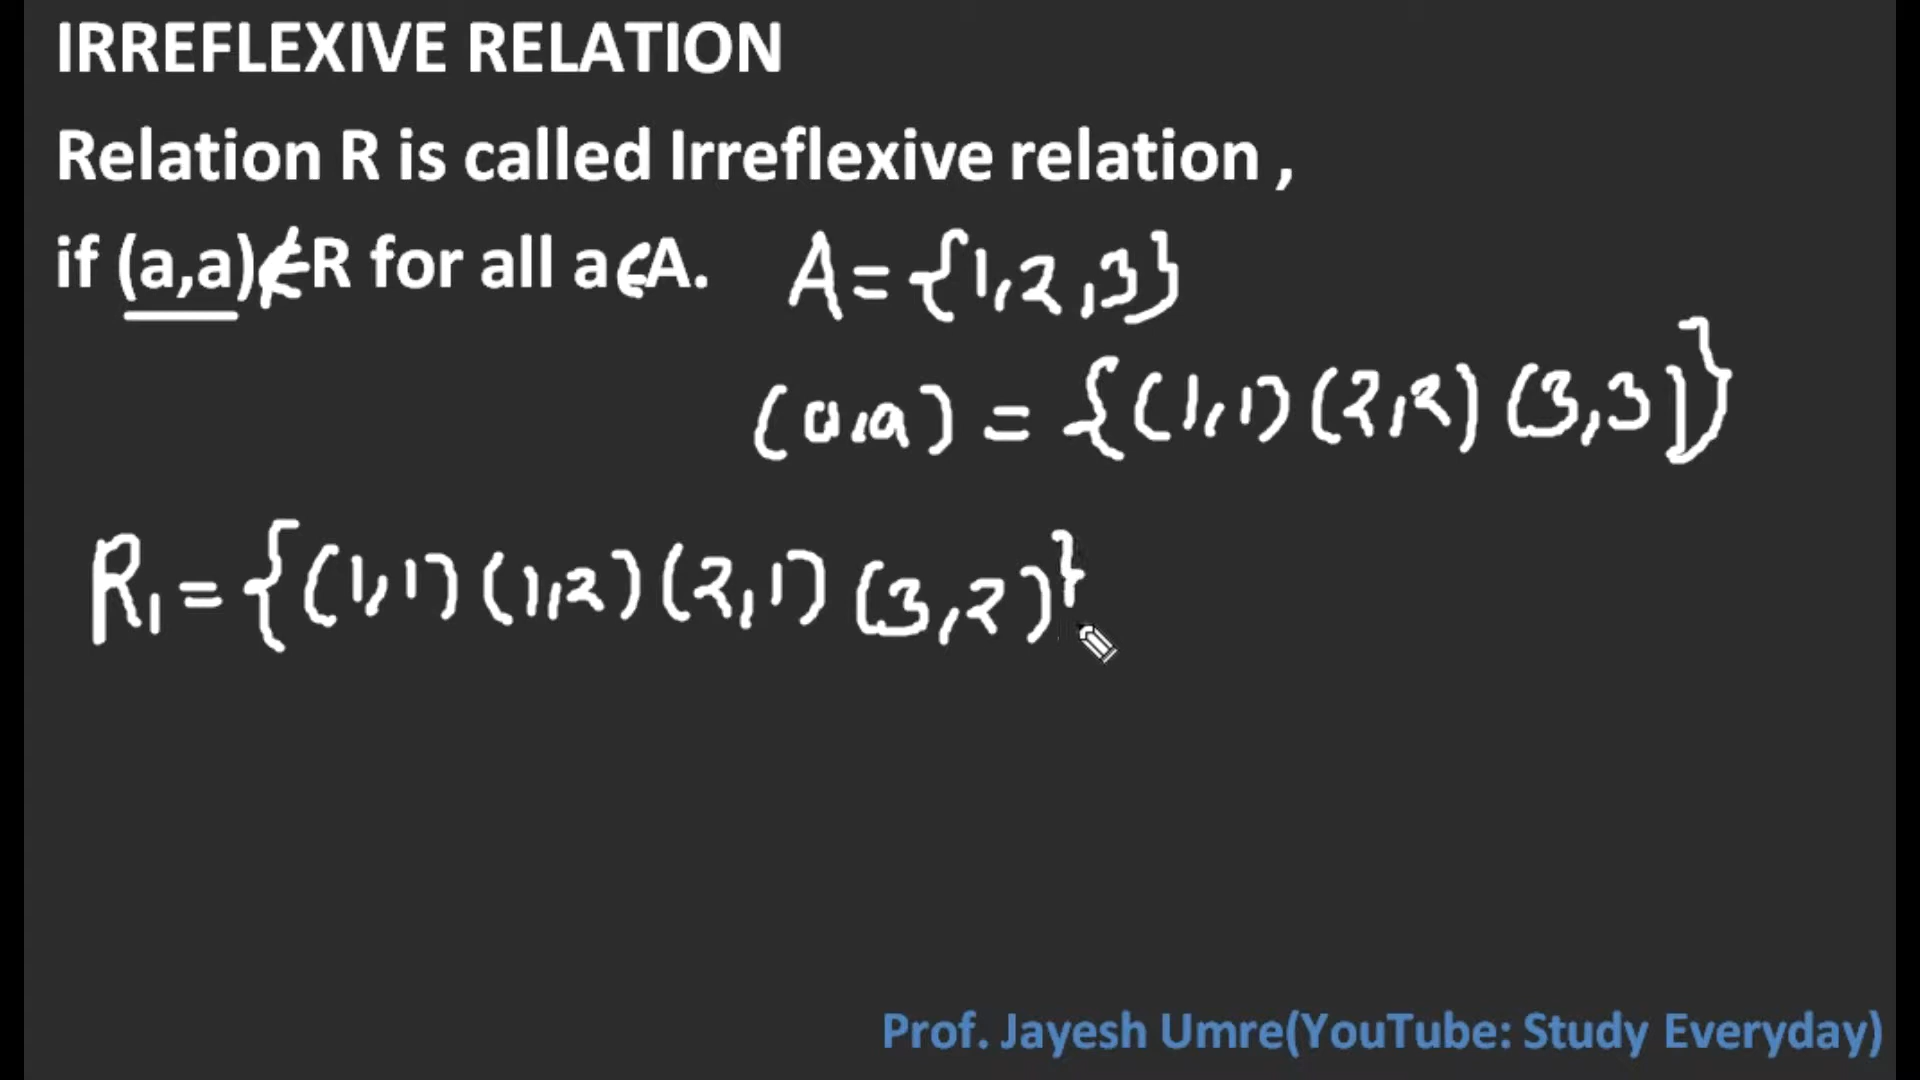 IRREFLEXIVE RELATION
Relation R is called Irreflexive relation ,
if (a,a)∉R for all a∈A. A={1,2,3}
(a,a) = {(1,1)(2,2)(3,3)}
R₁={(1,1)(1,2)(2,1)(3,2)}
Prof. Jayesh Umre(YouTube: Study Everyday)